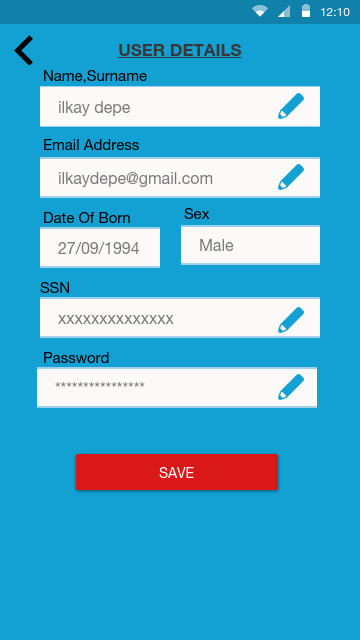 12:10
USER DETAILS
Name,Surname
ilkay depe
Email Address
ilkaydepe@gmail.com
Date Of Born
27/09/1994
Sex
Male
SSN
xxxxxxxxxxxxxx
Password
****************
SAVE